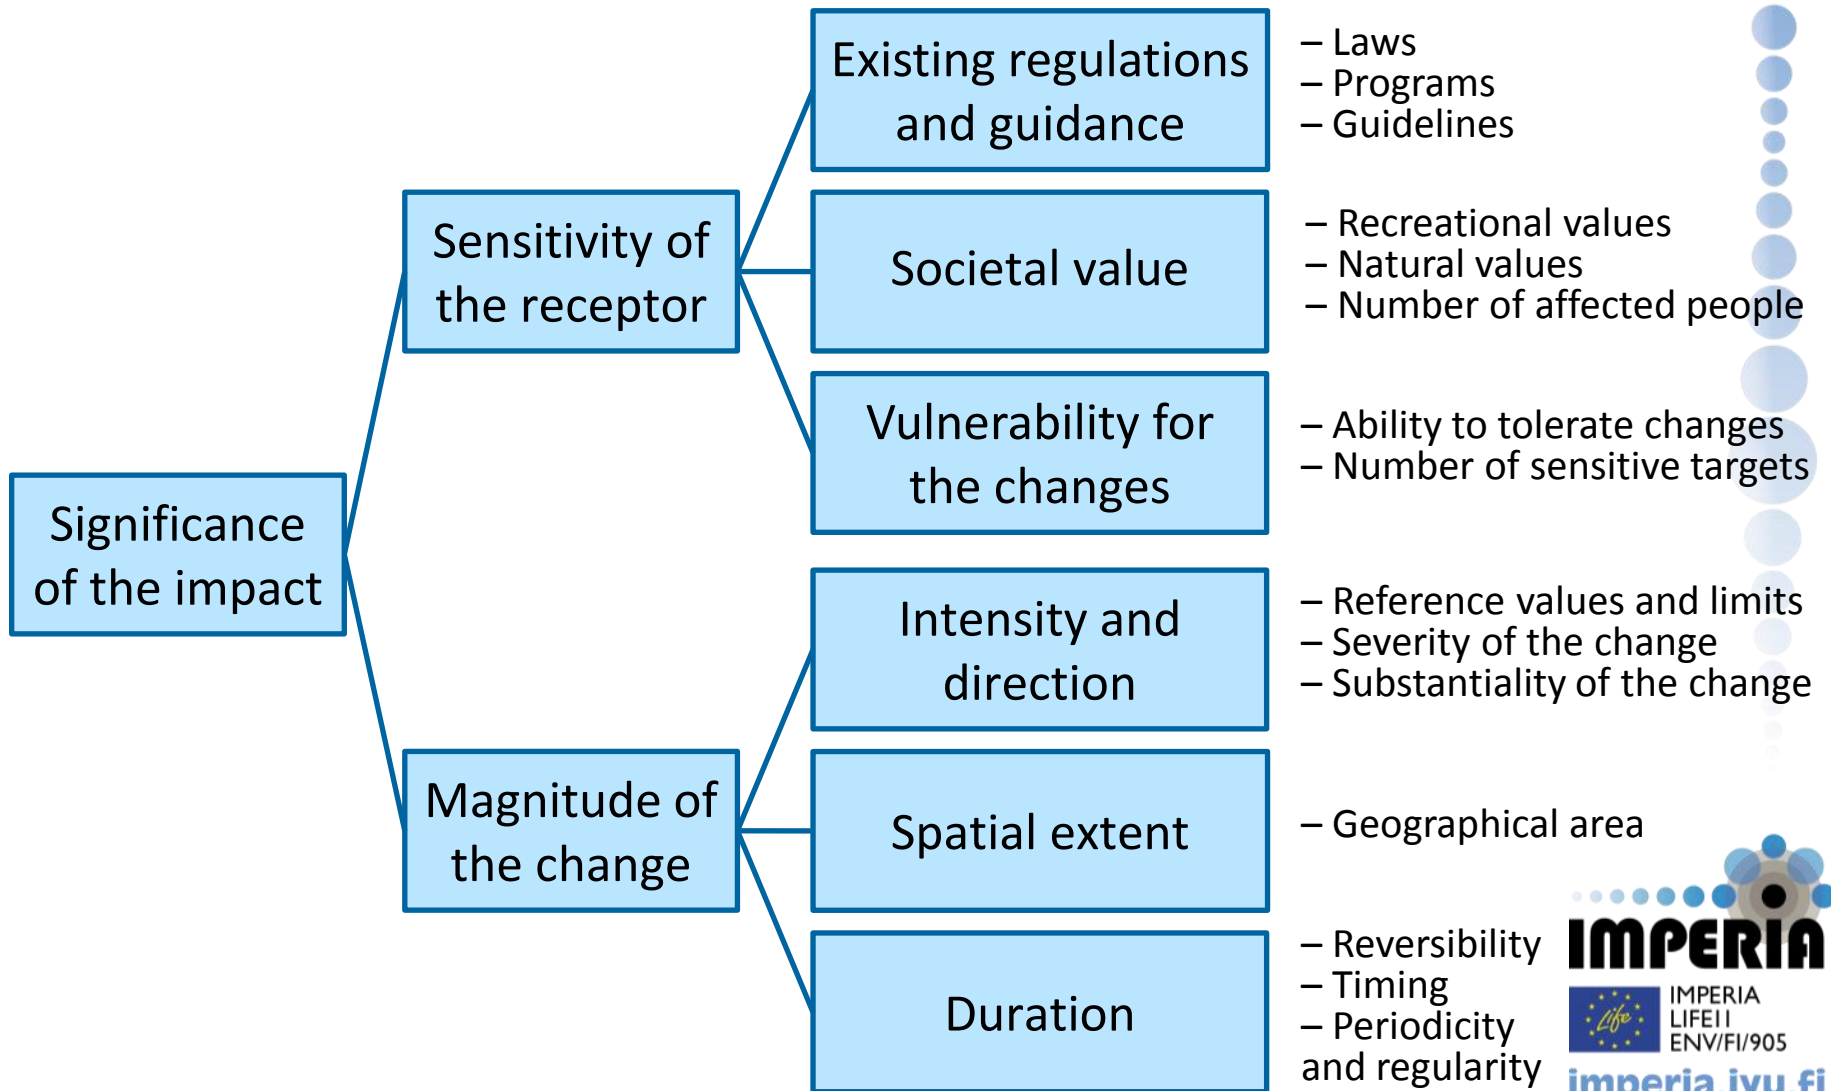 Significance
of the impact
Sensitivity of
the receptor
Magnitude of
the change
Existing regulations
and guidance
– Laws
– Programs
– Guidelines
Societal value
– Recreational values
– Natural values
– Number of affected people
Vulnerability for
the changes
– Ability to tolerate changes
– Number of sensitive targets
Intensity and
direction
– Reference values and limits
– Severity of the change
– Substantiality of the change
Spatial extent
– Geographical area
Duration
– Reversibility
– Timing
– Periodicity
and regularity
IMPERIA
Life
IMPERIA
LIFE11
ENV/FI/905
imperia.jyu.fi